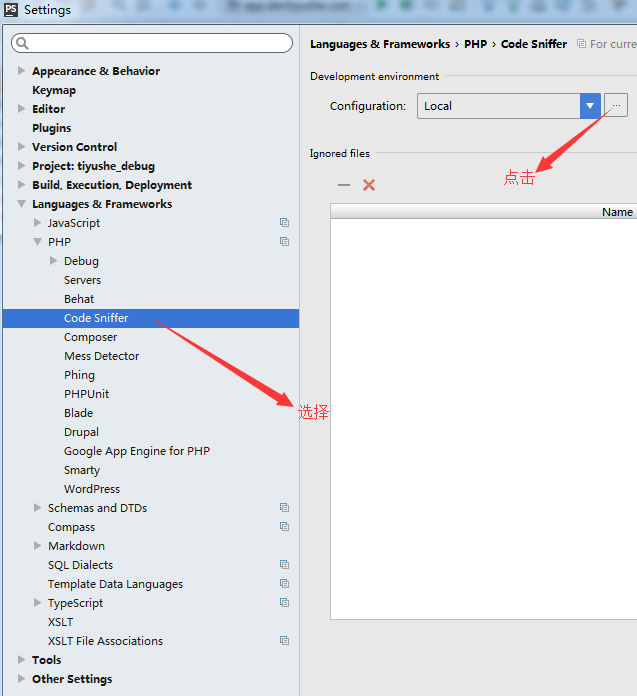 PS Settings
Languages & Frameworks › PHP › Code Sniffer For curre
Development environment
Configuration: Local ...
点击
Ignored files
Name
选择
Appearance & Behavior
Keymap
Editor
Plugins
Version Control
Project: tiyushe_debug
Build, Execution, Deployment
Languages & Frameworks
JavaScript
PHP
Debug
Servers
Behat
Code Sniffer
Composer
Mess Detector
Phing
PHPUnit
Blade
Drupal
Google App Engine for PHP
Smarty
WordPress
Schemas and DTDs
Compass
Markdown
SQL Dialects
Template Data Languages
TypeScript
XSLT
XSLT File Associations
Tools
Other Settings